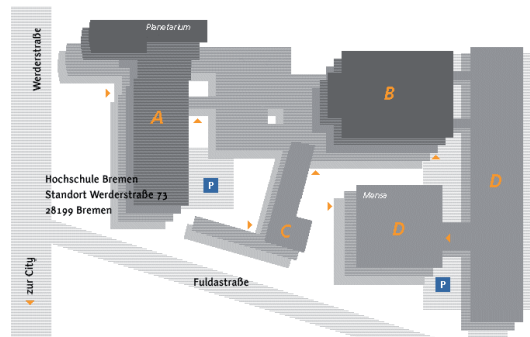 Planetarium
Werderstraße
A
B
P
Hochschule Bremen
Standort Werderstraße 73
28199 Bremen
D
Mensa
C
D
zur City
Fuldastraße
P